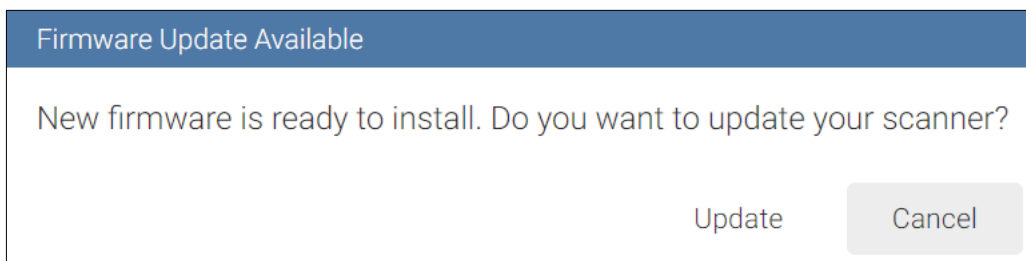 Firmware Update Available
New firmware is ready to install. Do you want to update your scanner?
Update Cancel